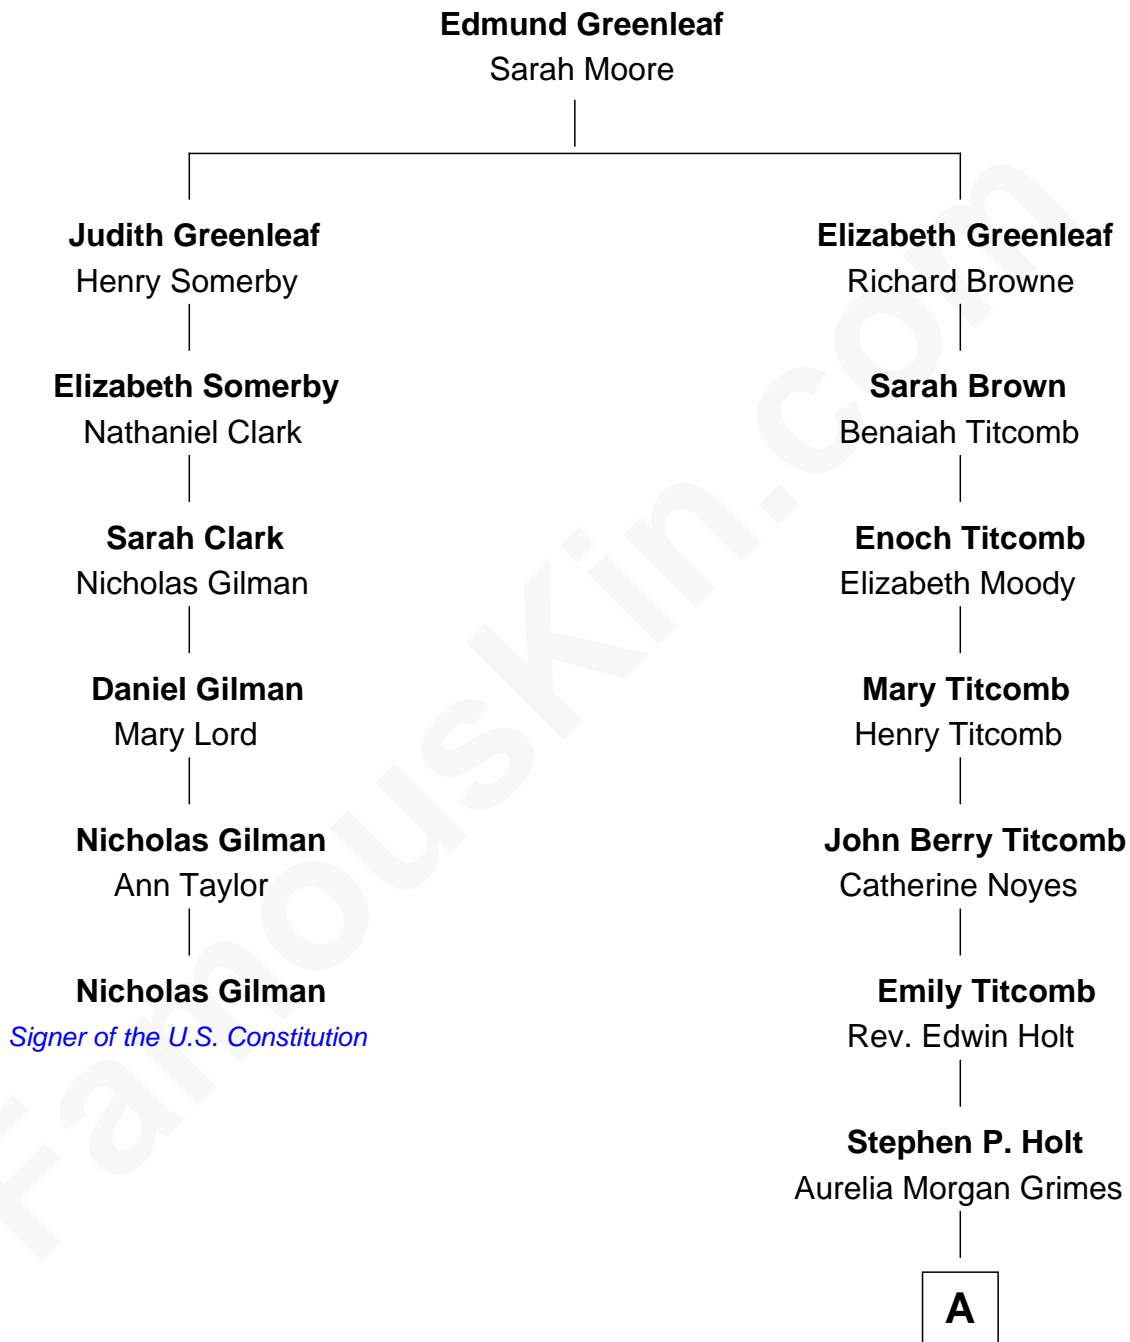 Edmund Greenleaf
Sarah Moore
Judith Greenleaf
Henry Somerby
Elizabeth Somerby
Nathaniel Clark
Sarah Clark
Nicholas Gilman
Daniel Gilman
Mary Lord
Nicholas Gilman
Ann Taylor
Nicholas Gilman
Signer of the U.S. Constitution
Elizabeth Greenleaf
Richard Browne
Sarah Brown
Benaiah Titcomb
Enoch Titcomb
Elizabeth Moody
Mary Titcomb
Henry Titcomb
John Berry Titcomb
Catherine Noyes
Emily Titcomb
Rev. Edwin Holt
Stephen P. Holt
Aurelia Morgan Grimes
A
FamousKin.com